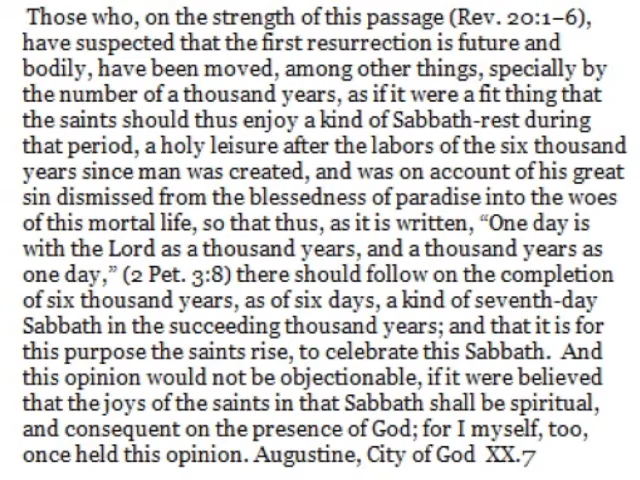 Those who, on the strength of this passage (Rev. 20:1–6),
have suspected that the first resurrection is future and
bodily, have been moved, among other things, specially by
the number of a thousand years, as if it were a fit thing that
the saints should thus enjoy a kind of Sabbath-rest during
that period, a holy leisure after the labors of the six thousand
years since man was created, and was on account of his great
sin dismissed from the blessedness of paradise into the woes
of this mortal life, so that thus, as it is written, “One day is
with the Lord as a thousand years, and a thousand years as
one day,” (2 Pet. 3:8) there should follow on the completion
of six thousand years, as of six days, a kind of seventh-day
Sabbath in the succeeding thousand years; and that it is for
this purpose the saints rise, to celebrate this Sabbath.  And
this opinion would not be objectionable, if it were believed
that the joys of the saints in that Sabbath shall be spiritual,
and consequent on the presence of God; for I myself, too,
once held this opinion. Augustine, City of God  XX.7